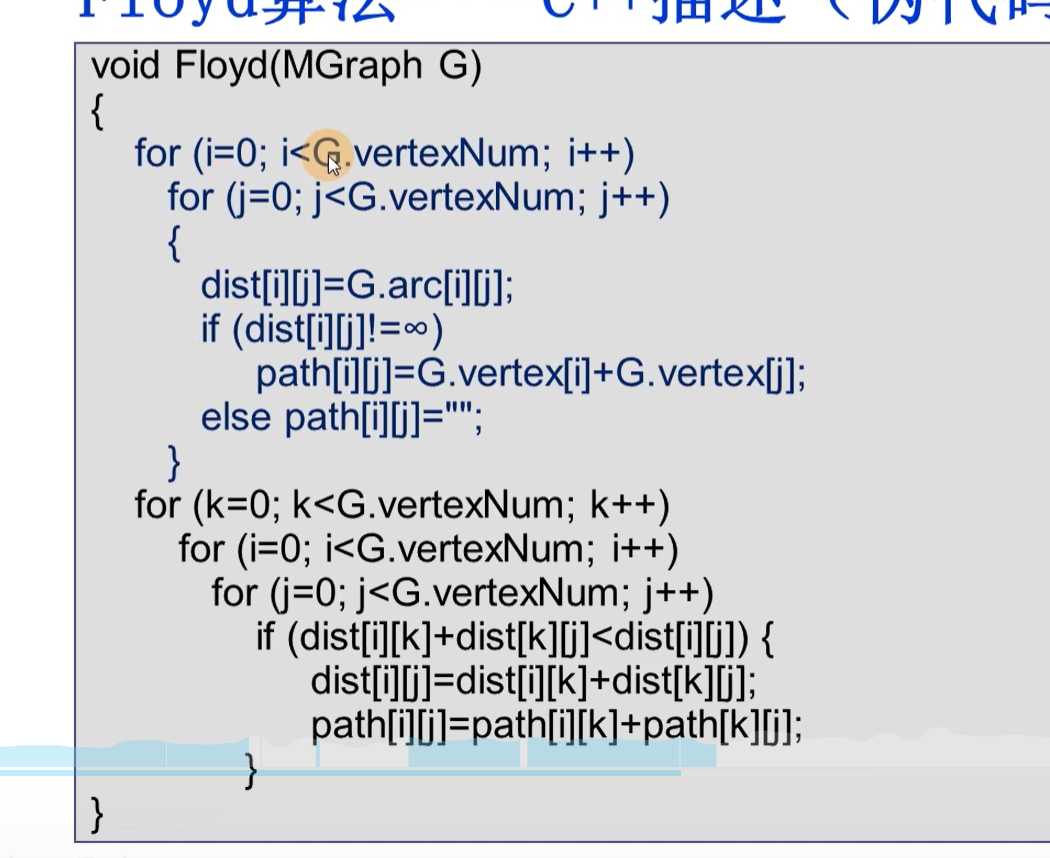 Floyd算法 C++描述（伪代码
void Floyd(MGraph G)
{
for (i=0; i<G.vertexNum; i++)
for (j=0; j<G.vertexNum; j++)
{
dist[i][j]=G.arc[i][j];
if (dist[i][j]!=∞)
path[i][j]=G.vertex[i]+G.vertex[j];
else path[i][j]="";
}
for (k=0; k<G.vertexNum; k++)
for (i=0; i<G.vertexNum; i++)
for (j=0; j<G.vertexNum; j++)
if (dist[i][k]+dist[k][j]<dist[i][j]) {
dist[i][j]=dist[i][k]+dist[k][j];
path[i][j]=path[i][k]+path[k][j];
}
}